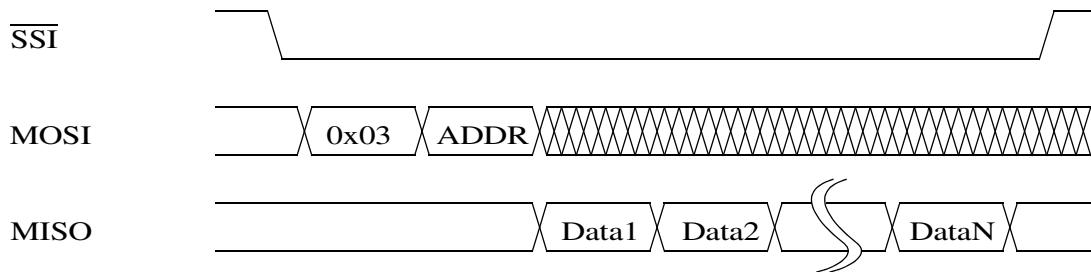 SSI
MOSI 0x03 ADDR
MISO Data1 Data2 DataN